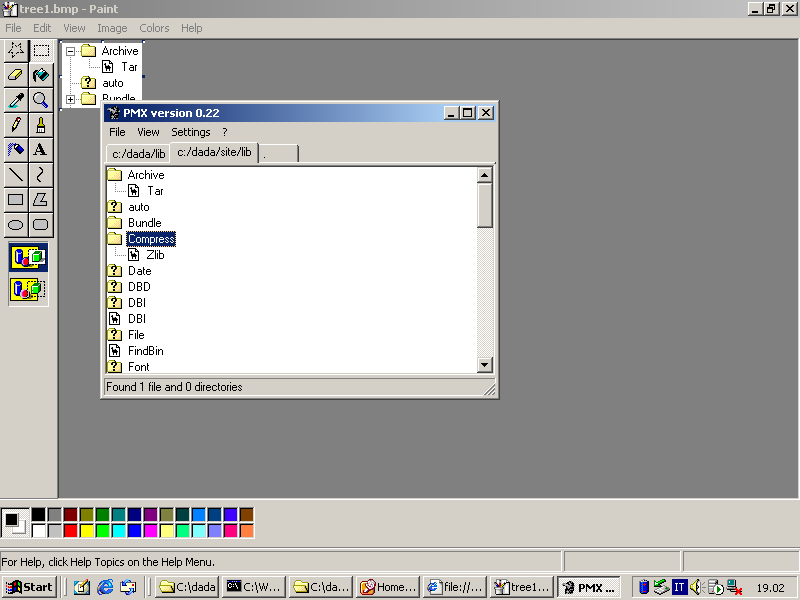 tree1.bmp - Paint
File Edit View Image Colors Help
Archive
Tar
auto
Bundle
PMX version 0.22
File View Settings ?
c:/dada/lib c:/dada/site/lib .
Archive
Tar
auto
Bundle
Compress
Zlib
Date
DBD
DBI
DBI
File
FindBin
Font
Found 1 file and 0 directories
A
For Help, click Help Topics on the Help Menu.
Start C:\dada C:\W... C:\da... Home... file://... tree1... PMX ... IT 19.02